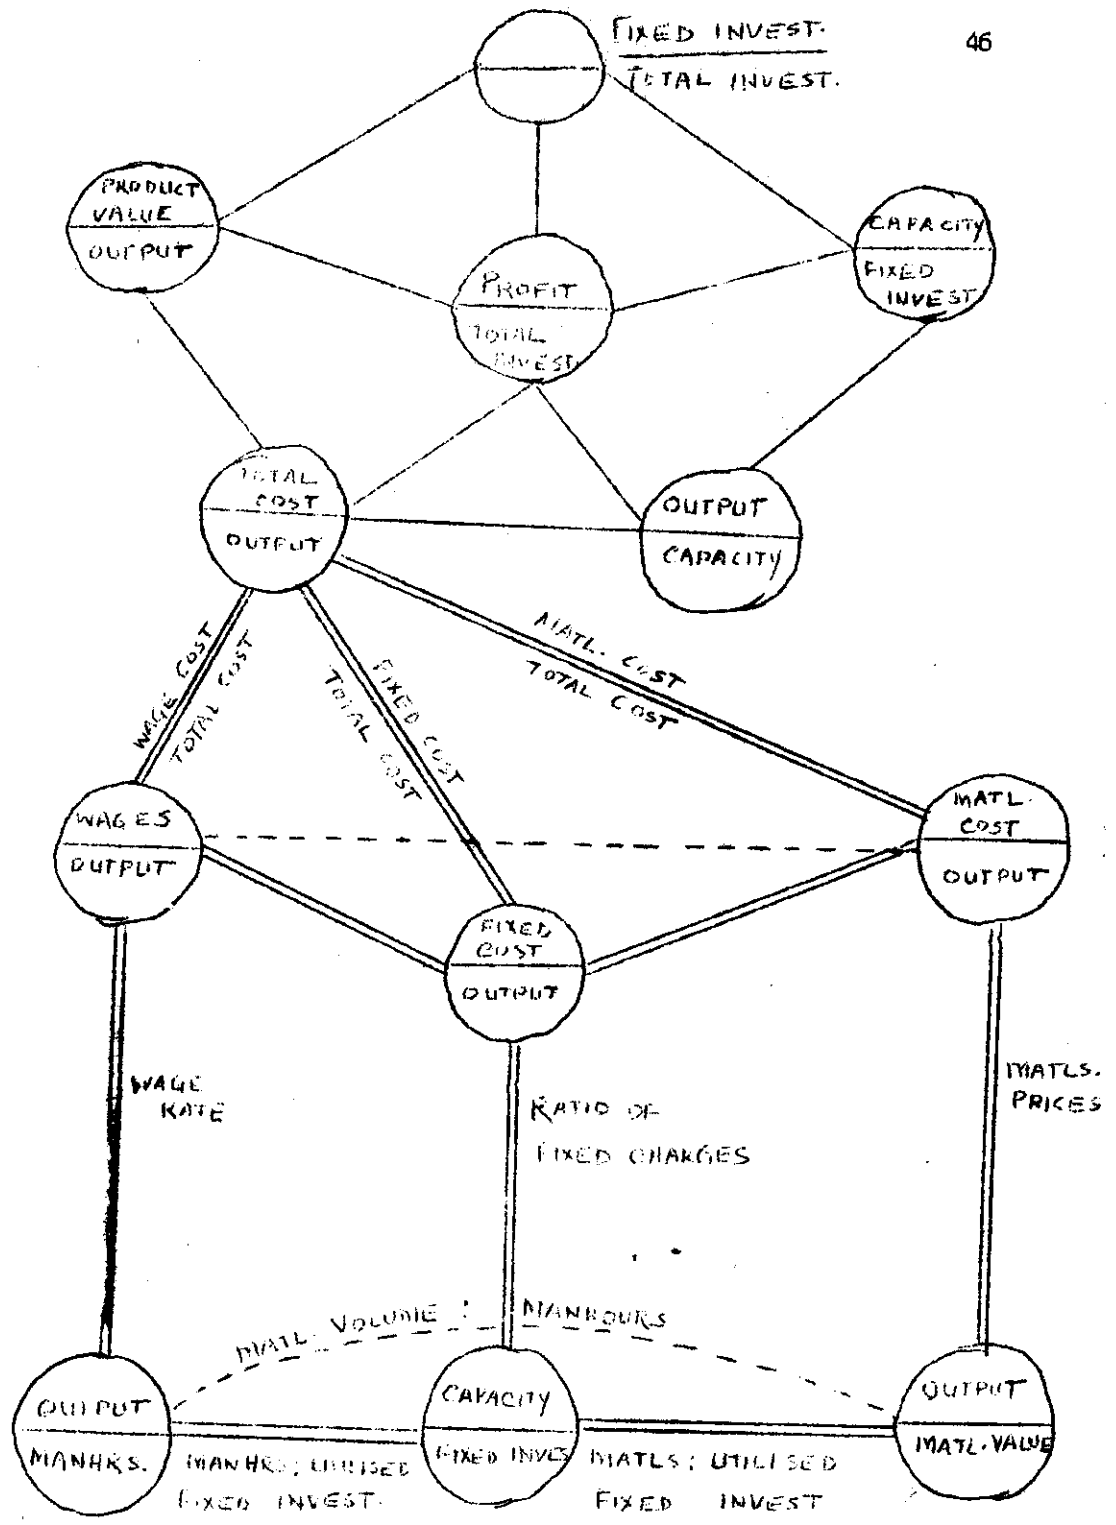 46
FIXED INVEST.
TOTAL INVEST.
PRODUCT
VALUE
OUTPUT
CAPACITY
FIXED
INVEST
PROFIT
TOTAL
INVEST.
TOTAL
COST
OUTPUT
OUTPUT
CAPACITY
WAGE COST
TOTAL COST
FIXED COST
TOTAL COST
MATL. COST
TOTAL COST
WAGES
OUTPUT
MATL.
COST
OUTPUT
FIXED
COST
OUTPUT
WAGE
RATE
RATIO OF
FIXED CHARGES
MATLS.
PRICES
MATL. VOLUME : MANHOURS
OUTPUT
MANHRS.
MANHRS; UTILISED
FIXED INVEST.
CAPACITY
FIXED INVES
MATLS; UTILISED
FIXED INVEST
OUTPUT
MATL. VALUE